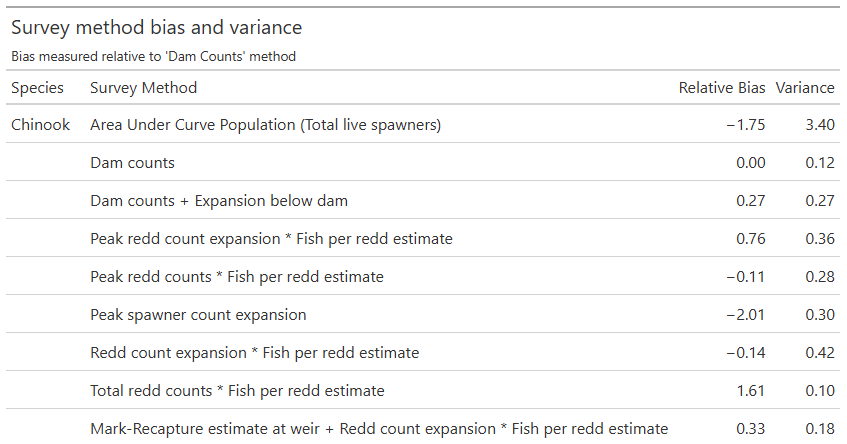 Survey method bias and variance
Bias measured relative to 'Dam Counts' method
Species Survey Method Relative Bias Variance
Chinook Area Under Curve Population (Total live spawners) −1.75 3.40
Dam counts 0.00 0.12
Dam counts + Expansion below dam 0.27 0.27
Peak redd count expansion * Fish per redd estimate 0.76 0.36
Peak redd counts * Fish per redd estimate −0.11 0.28
Peak spawner count expansion −2.01 0.30
Redd count expansion * Fish per redd estimate −0.14 0.42
Total redd counts * Fish per redd estimate 1.61 0.10
Mark-Recapture estimate at weir + Redd count expansion * Fish per redd estimate 0.33 0.18